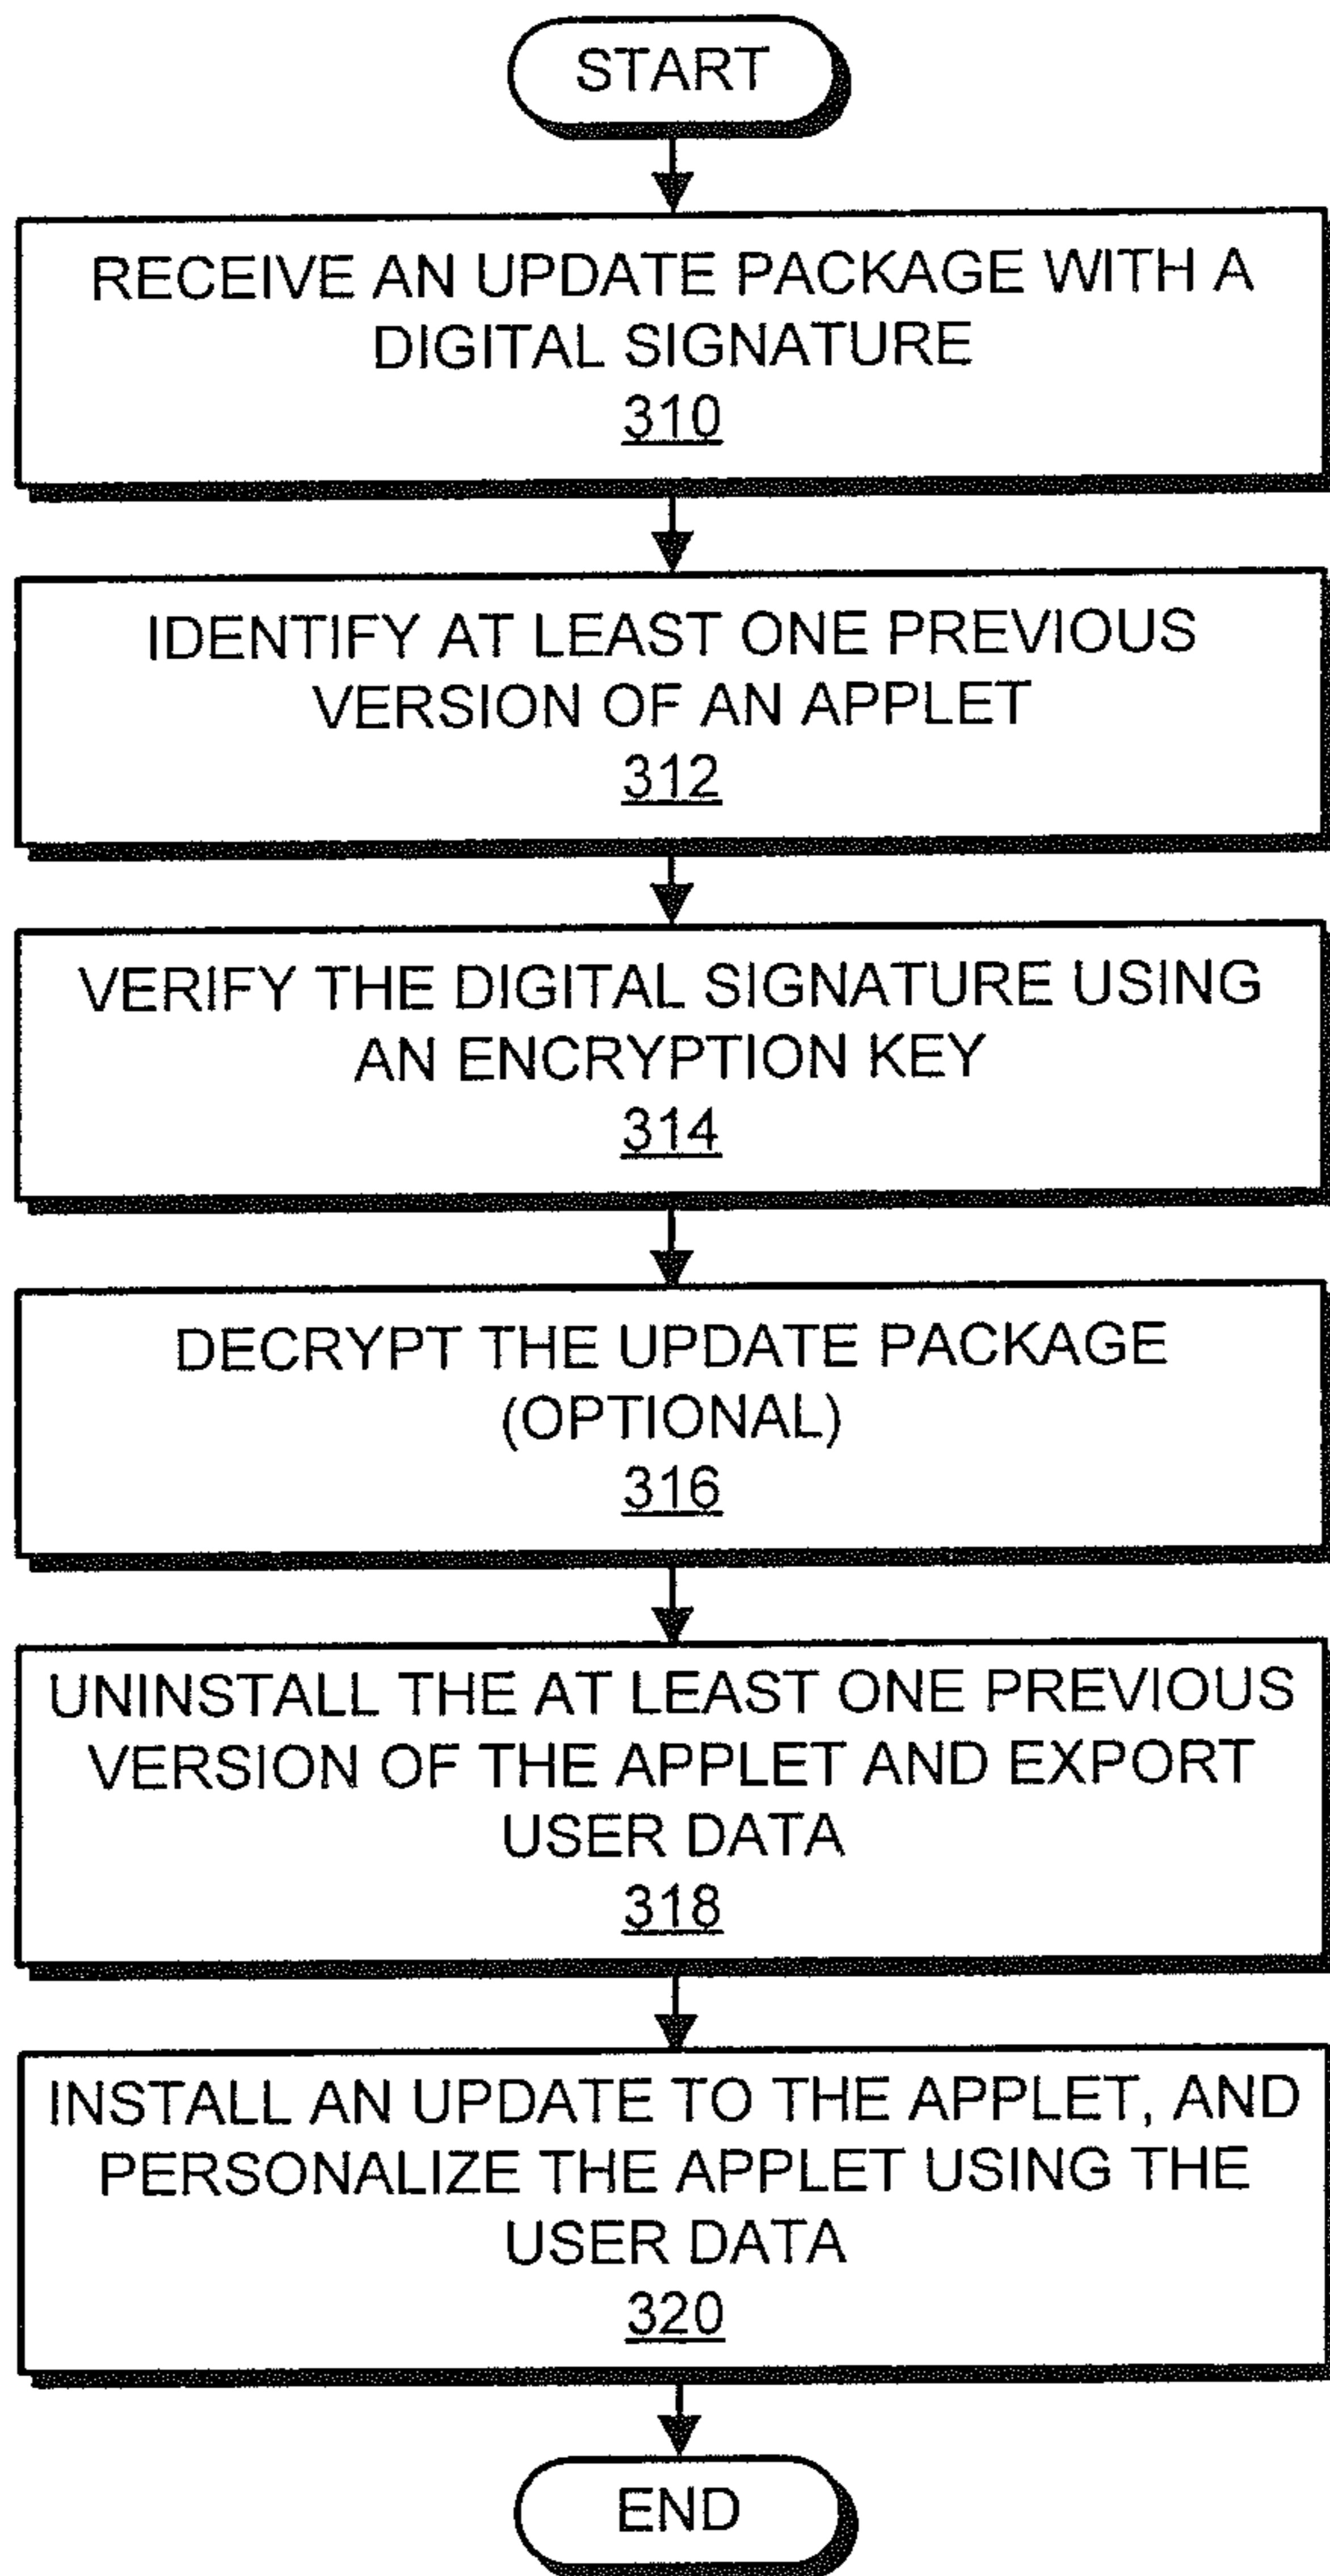 START
RECEIVE AN UPDATE PACKAGE WITH A
DIGITAL SIGNATURE
310
IDENTIFY AT LEAST ONE PREVIOUS
VERSION OF AN APPLET
312
VERIFY THE DIGITAL SIGNATURE USING
AN ENCRYPTION KEY
314
DECRYPT THE UPDATE PACKAGE
(OPTIONAL)
316
UNINSTALL THE AT LEAST ONE PREVIOUS
VERSION OF THE APPLET AND EXPORT
USER DATA
318
INSTALL AN UPDATE TO THE APPLET, AND
PERSONALIZE THE APPLET USING THE
USER DATA
320
END